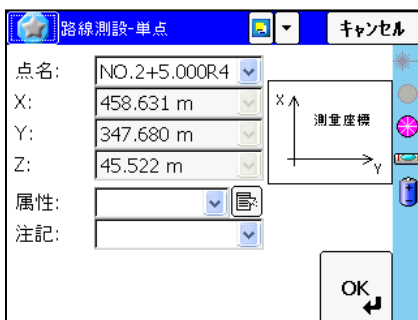 路線測設-単点
キャンセル
点名: NO.2+5.000R4
X: 458.631 m
Y: 347.680 m
Z: 45.522 m
属性:
注記:
X
測量座標
Y
OK